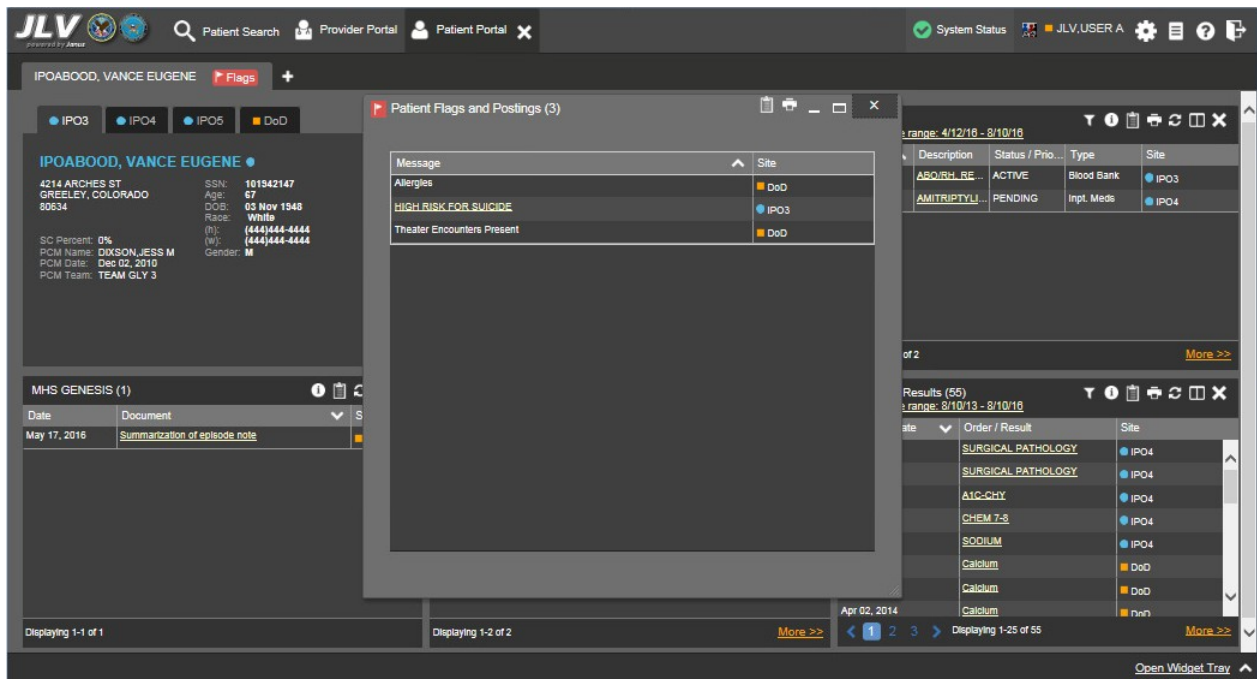 JLV
powered by Janus
Patient Search Provider Portal Patient Portal
System Status JLV,USER A
IPOABOOD, VANCE EUGENE Flags
IPO3 IPO4 IPO5 DoD
IPOABOOD, VANCE EUGENE
4214 ARCHES ST
GREELEY, COLORADO
80634
SSN: 101942147
Age: 67
DOB: 03 Nov 1948
Race: White
(h): (444)444-4444
(w): (444)444-4444
Gender: M
SC Percent: 0%
PCM Name: DIXSON,JESS M
PCM Date: Dec 02, 2010
PCM Team: TEAM GLY 3
Patient Flags and Postings (3)
Message Site
Allergies DoD
HIGH RISK FOR SUICIDE IPO3
Theater Encounters Present DoD
range: 4/12/16 - 8/10/16
Description Status / Prio... Type Site
ABO/RH, RE... ACTIVE Blood Bank IPO3
AMITRIPTYLI... PENDING Inpt. Meds IPO4
of 2 More >>
MHS GENESIS (1)
Date Document S
May 17, 2016 Summarization of episode note
Displaying 1-1 of 1
Displaying 1-2 of 2 More >>
Results (55)
range: 8/10/13 - 8/10/16
ate Order / Result Site
SURGICAL PATHOLOGY IPO4
SURGICAL PATHOLOGY IPO4
A1C-CHY IPO4
CHEM 7-8 IPO4
SODIUM IPO4
Calcium DoD
Calcium DoD
Apr 02, 2014 Calcium DoD
1 2 3 Displaying 1-25 of 55 More >>
Open Widget Tray